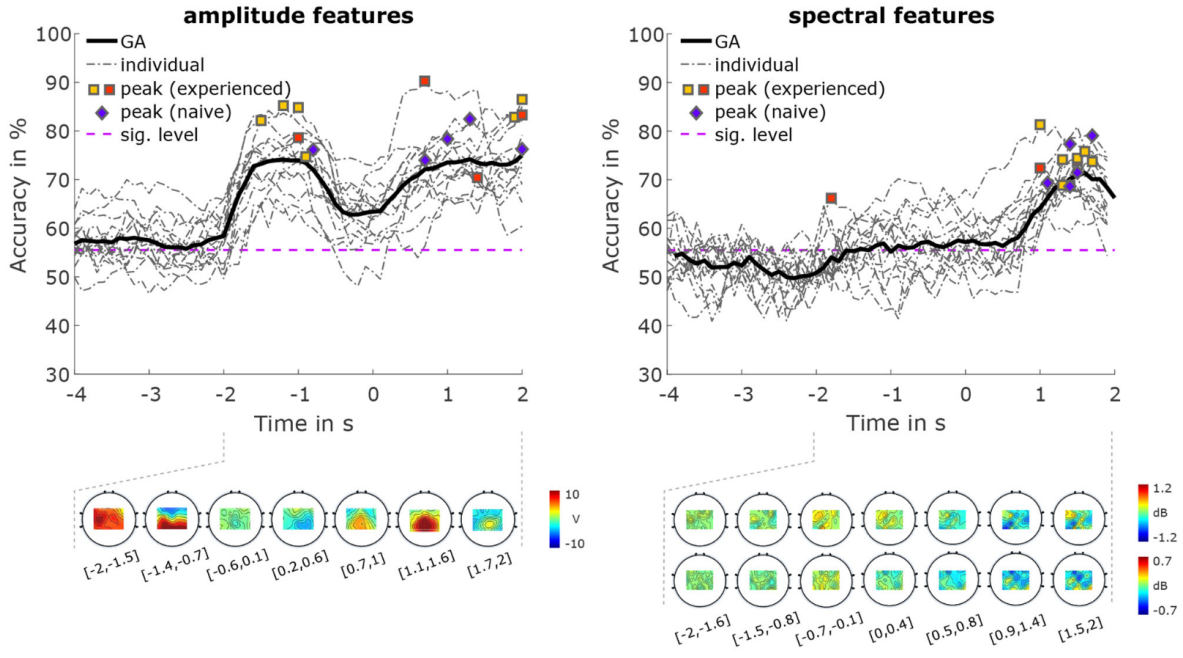 amplitude features
100
90
80
70
60
50
40
30
Accuracy in %
GA
individual
peak (experienced)
peak (naive)
sig. level
-4 -3 -2 -1 0 1 2
Time in s
[-2,-1.5] [-1.4,-0.7] [-0.6,0.1] [0.2,0.6] [0.7,1] [1.1,1.6] [1.7,2]
10
V
-10
spectral features
100
90
80
70
60
50
40
30
Accuracy in %
GA
individual
peak (experienced)
peak (naive)
sig. level
-4 -3 -2 -1 0 1 2
Time in s
1.2
dB
-1.2
0.7
dB
-0.7
[-2,-1.6] [-1.5,-0.8] [-0.7,-0.1] [0,0.4] [0.5,0.8] [0.9,1.4] [1.5,2]